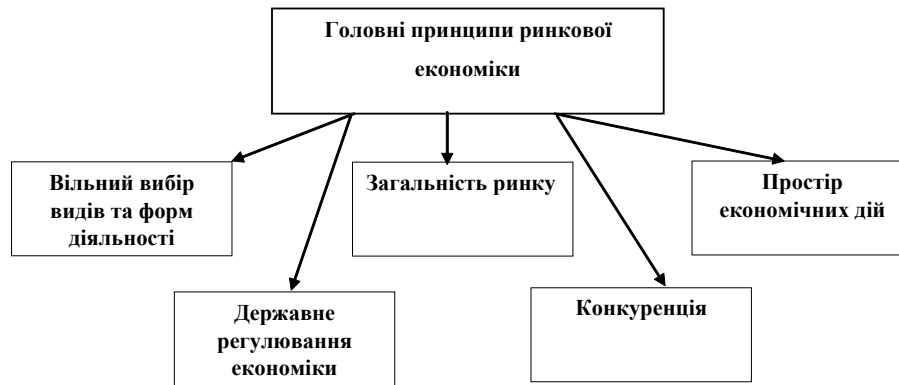 Головні принципи ринкової
економіки
Вільний вибір
видів та форм
діяльності
Загальність ринку
Простір
економічних дій
Державне
регулювання
економіки
Конкуренція